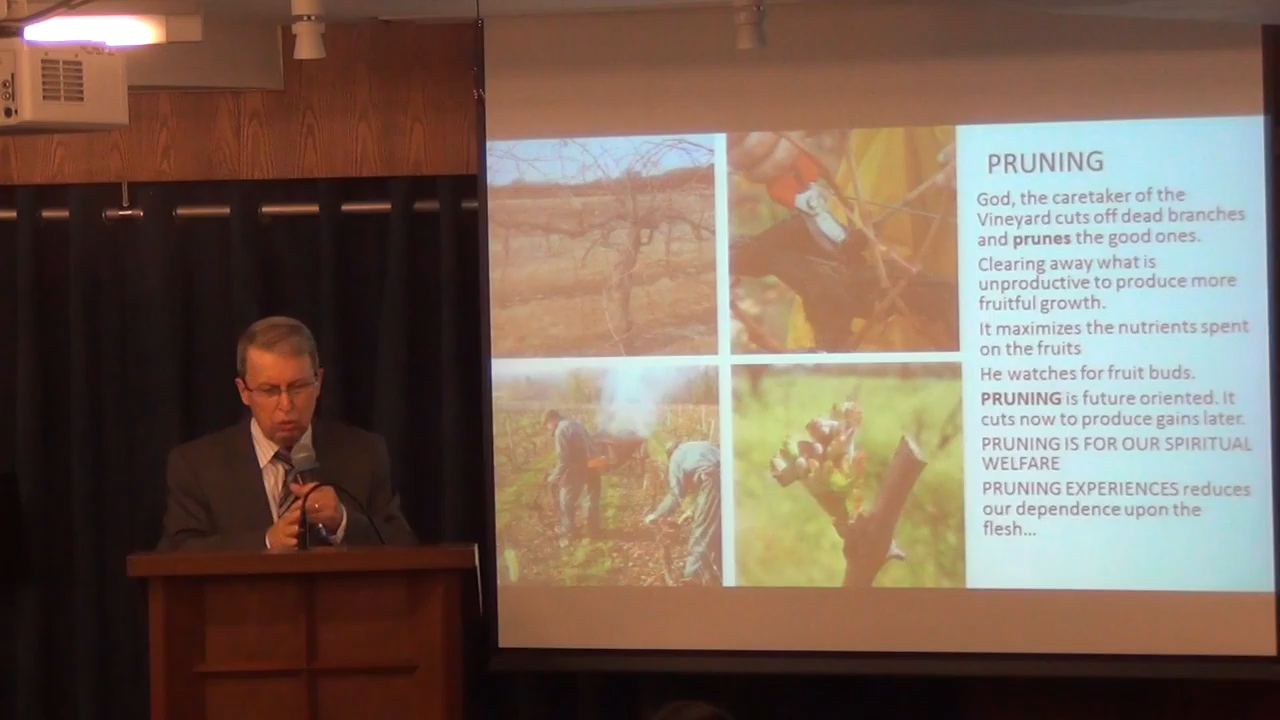 PRUNING
God, the caretaker of the
Vineyard cuts off dead branches
and prunes the good ones.
Clearing away what is
unproductive to produce more
fruitful growth.
It maximizes the nutrients spent
on the fruits
He watches for fruit buds.
PRUNING is future oriented. It
cuts now to produce gains later.
PRUNING IS FOR OUR SPIRITUAL
WELFARE
PRUNING EXPERIENCES reduces
our dependence upon the
flesh...